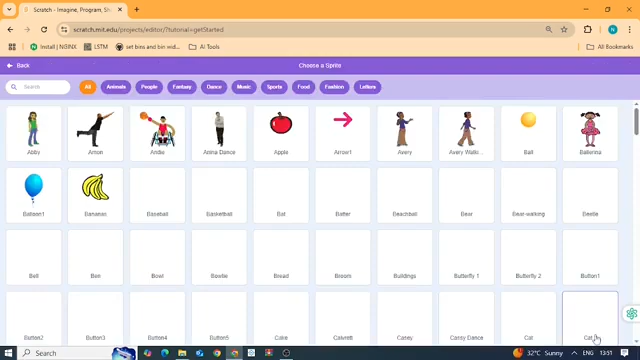 Scratch - Imagine, Program, Sh
scratch.mit.edu/projects/editor/?tutorial=getStarted
Install | NGINX LSTM set bins and bin vid... AI Tools All Bookmarks
Back Choose a Sprite
Search All Animals People Fantasy Dance Music Sports Food Fashion Letters
Abby Amon Andie Anina Dance Apple Arrow1 Avery Avery Walk... Ball Ballerina
Balloon1 Bananas Baseball Basketball Bat Batter Beachball Bear Bear-walking Beetle
Bell Ben Bowl Bowtie Bread Broom Buildings Butterfly 1 Butterfly 2 Button1
Button2 Button3 Button4 Button5 Cake Calvrett Casey Cassy Dance Cat Cat
Search 32°C Sunny ENG 13:51